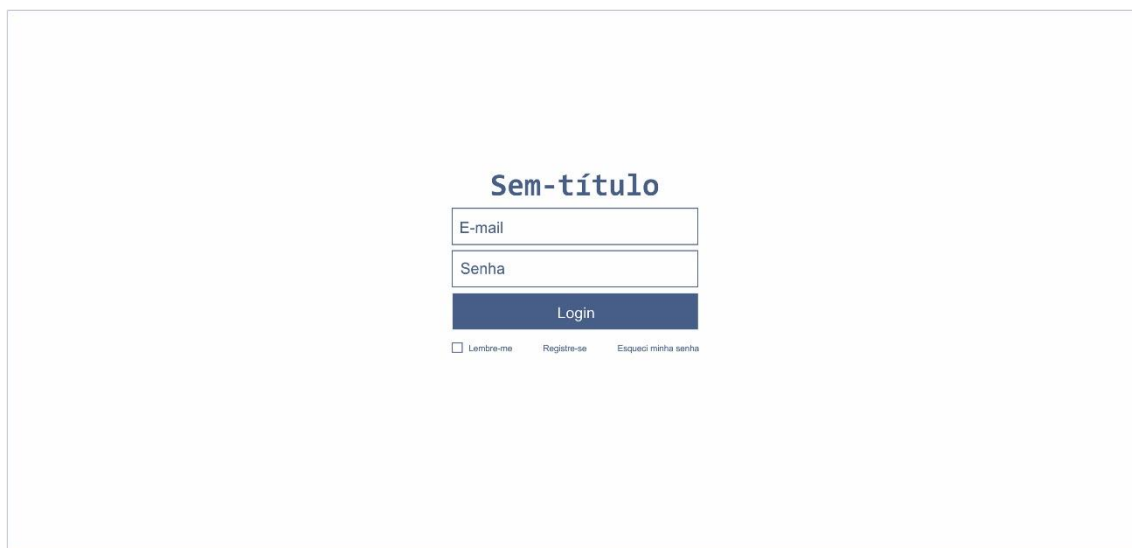 Sem-título
E-mail
Senha
Login
Lembre-me Registre-se Esqueci minha senha